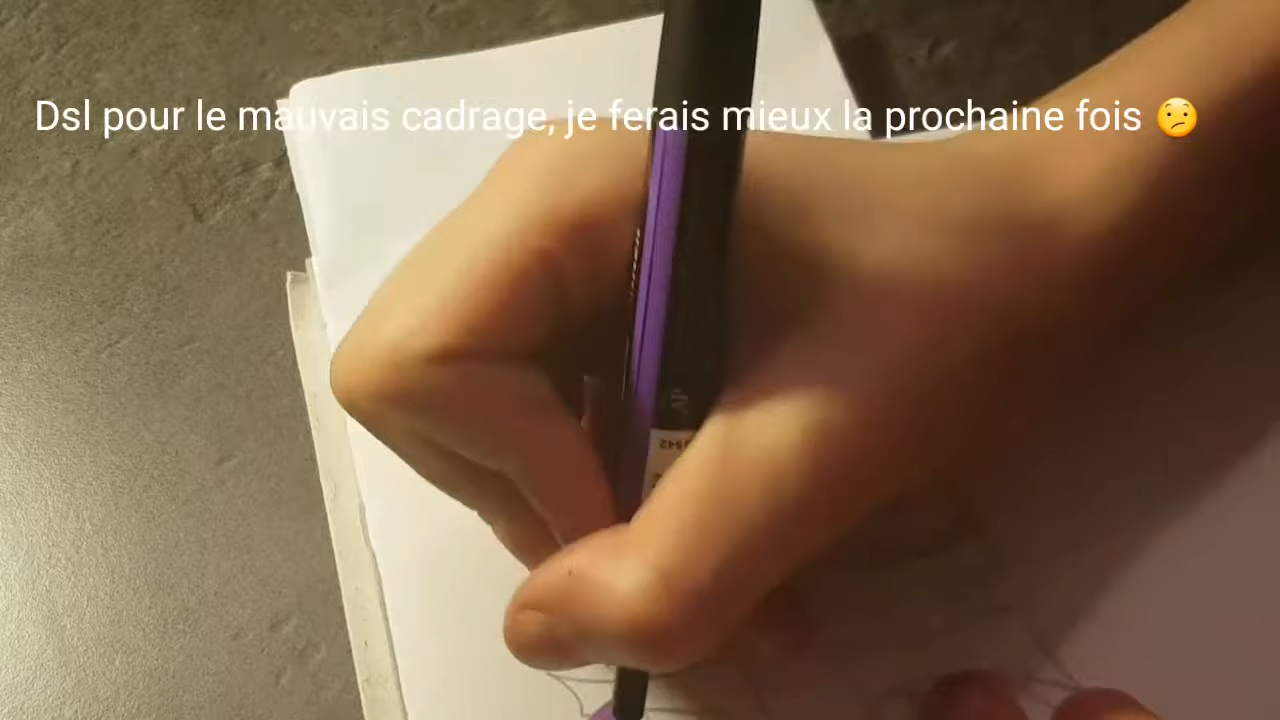 Dsl pour le mauvais cadrage, je ferais mieux la prochaine fois 😕